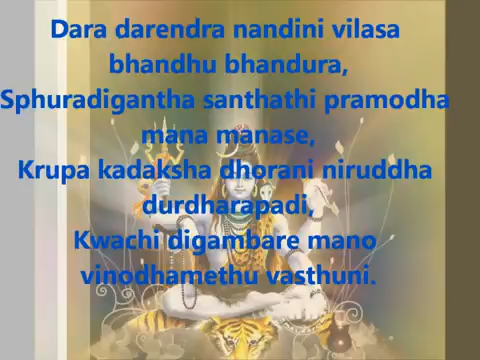 Dara darendra nandini vilasa
bhandhu bhandura,
Sphuradigantha santhathi pramodha
mana manase,
Krupa kadaksha dhorani niruddha
durdharapadi,
Kwachi digambare mano
vinodhamethu vasthuni.